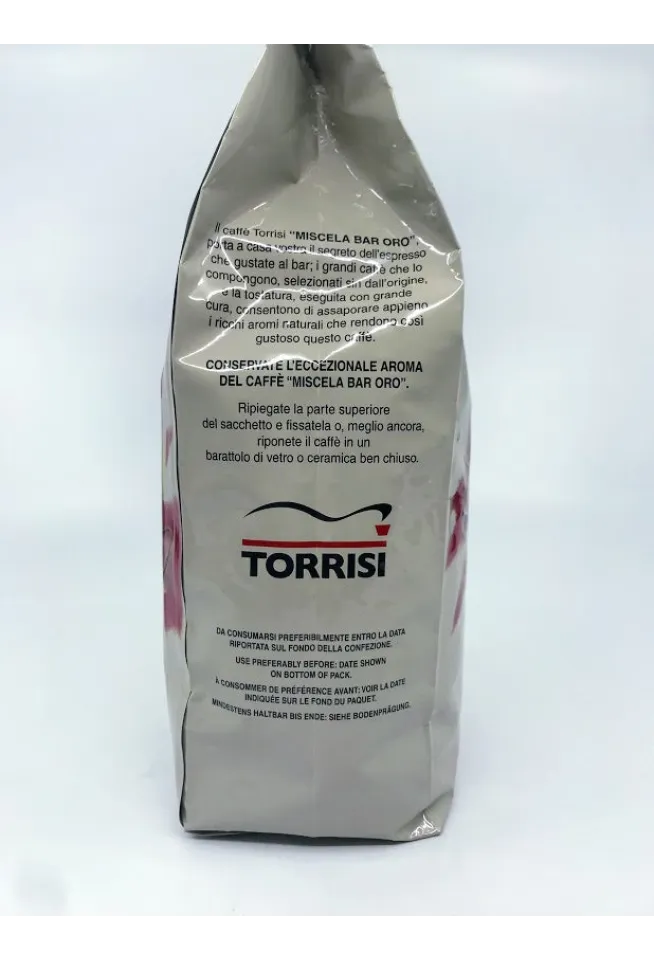 Il caffè Torrisi "MISCELA BAR ORO",
porta a casa vostra il segreto dell'espresso
che gustate al bar; i grandi caffè che lo
compongono, selezionati sin dall'origine,
e la tostatura, eseguita con grande
cura, consentono di assaporare appieno
i ricchi aromi naturali che rendono così
gustoso questo caffè.
CONSERVATE L'ECCEZIONALE AROMA
DEL CAFFÈ "MISCELA BAR ORO".
Ripiegate la parte superiore
del sacchetto e fissatela o, meglio ancora,
riponete il caffè in un
barattolo di vetro o ceramica ben chiuso.
TORRISI
DA CONSUMARSI PREFERIBILMENTE ENTRO LA DATA
RIPORTATA SUL FONDO DELLA CONFEZIONE.
USE PREFERABLY BEFORE: DATE SHOWN
ON BOTTOM OF PACK.
À CONSOMMER DE PRÉFÉRENCE AVANT: VOIR LA DATE
INDIQUÉE SUR LE FOND DU PAQUET.
MINDESTENS HALTBAR BIS ENDE: SIEHE BODENPRÄGUNG.